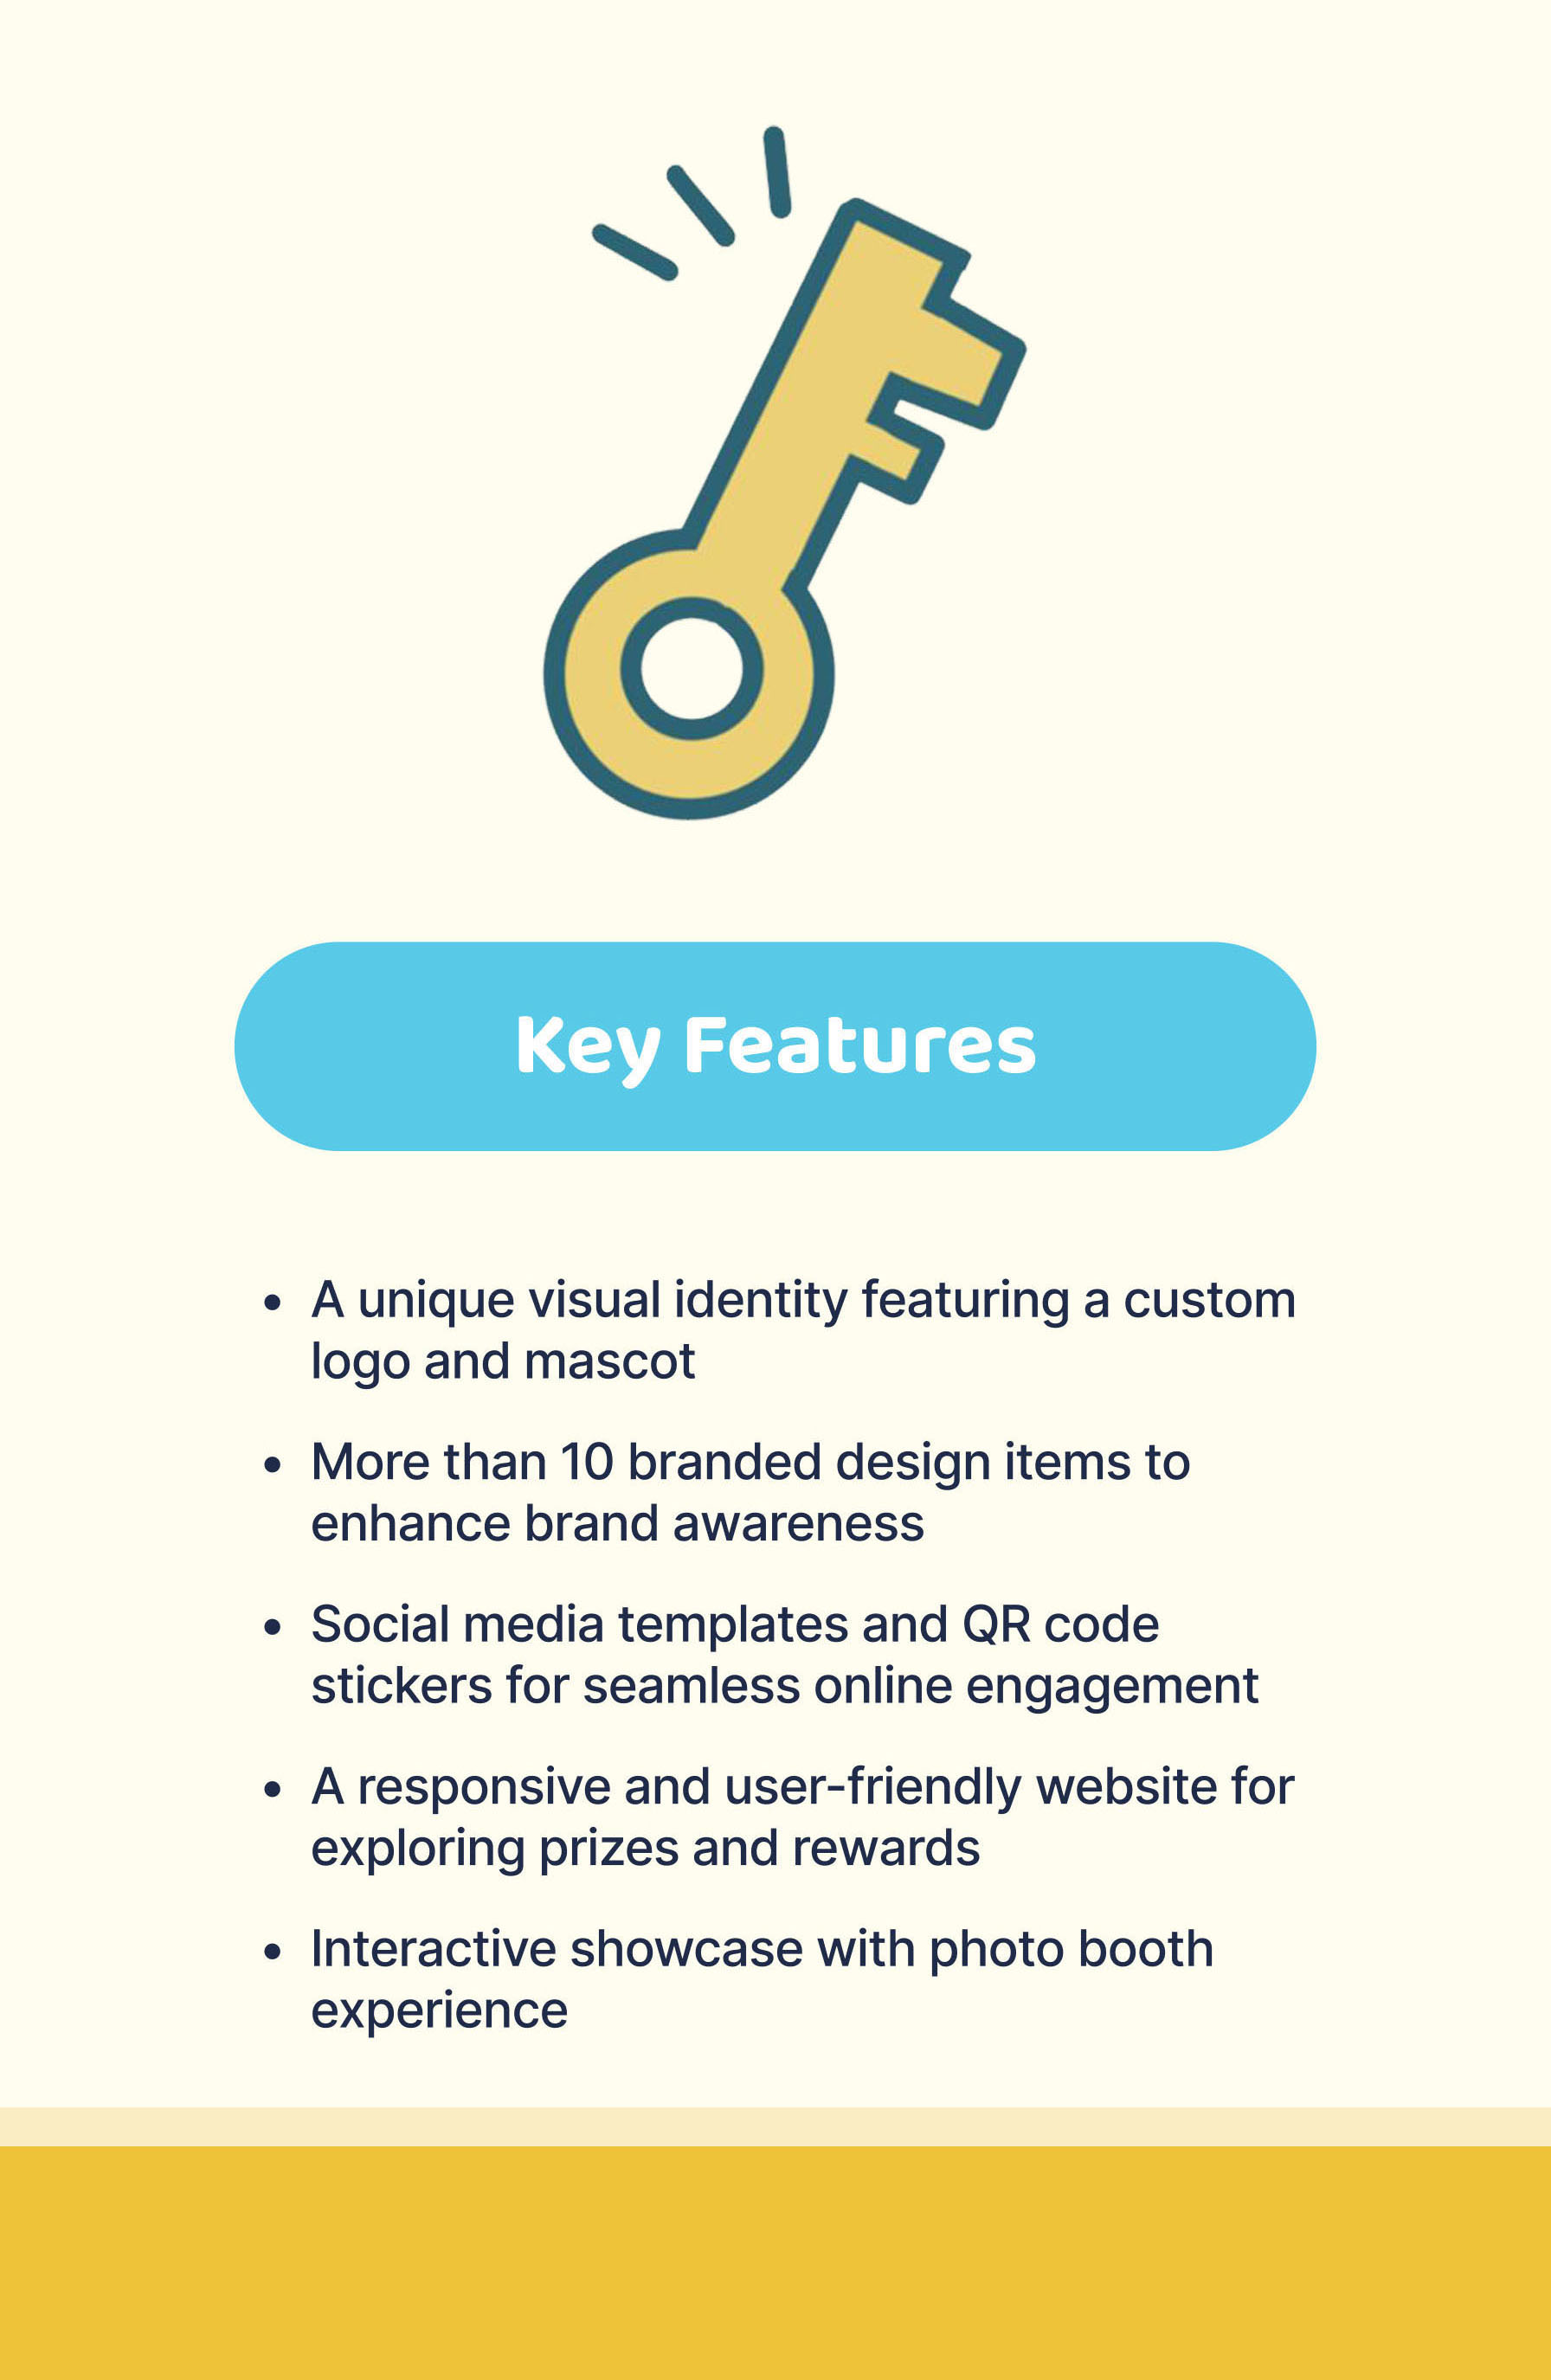 Key Features
• A unique visual identity featuring a custom
logo and mascot
• More than 10 branded design items to
enhance brand awareness
• Social media templates and QR code
stickers for seamless online engagement
• A responsive and user-friendly website for
exploring prizes and rewards
• Interactive showcase with photo booth
experience